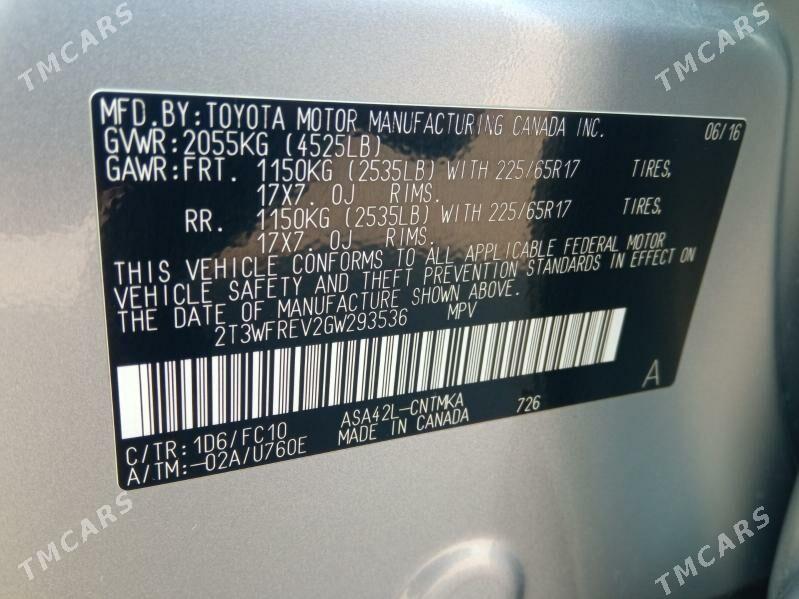 TMCARS
TMCARS
MFD. BY: TOYOTA MOTOR MANUFACTURING CANADA INC. 06/16
GVWR: 2055KG (4525LB)
GAWR: FRT. 1150KG (2535LB) WITH 225/65R17 TIRES,
17X7. 0J RIMS.
RR. 1150KG (2535LB) WITH 225/65R17 TIRES,
17X7. 0J RIMS.
THIS VEHICLE CONFORMS TO ALL APPLICABLE FEDERAL MOTOR
VEHICLE SAFETY AND THEFT PREVENTION STANDARDS IN EFFECT ON
THE DATE OF MANUFACTURE SHOWN ABOVE.
2T3WFREV2GW293536 MPV
A
C/TR: 1D6/FC10 ASA42L-CNTMKA 726
A/TM:-02A/U760E MADE IN CANADA
TMCARS
TMCARS